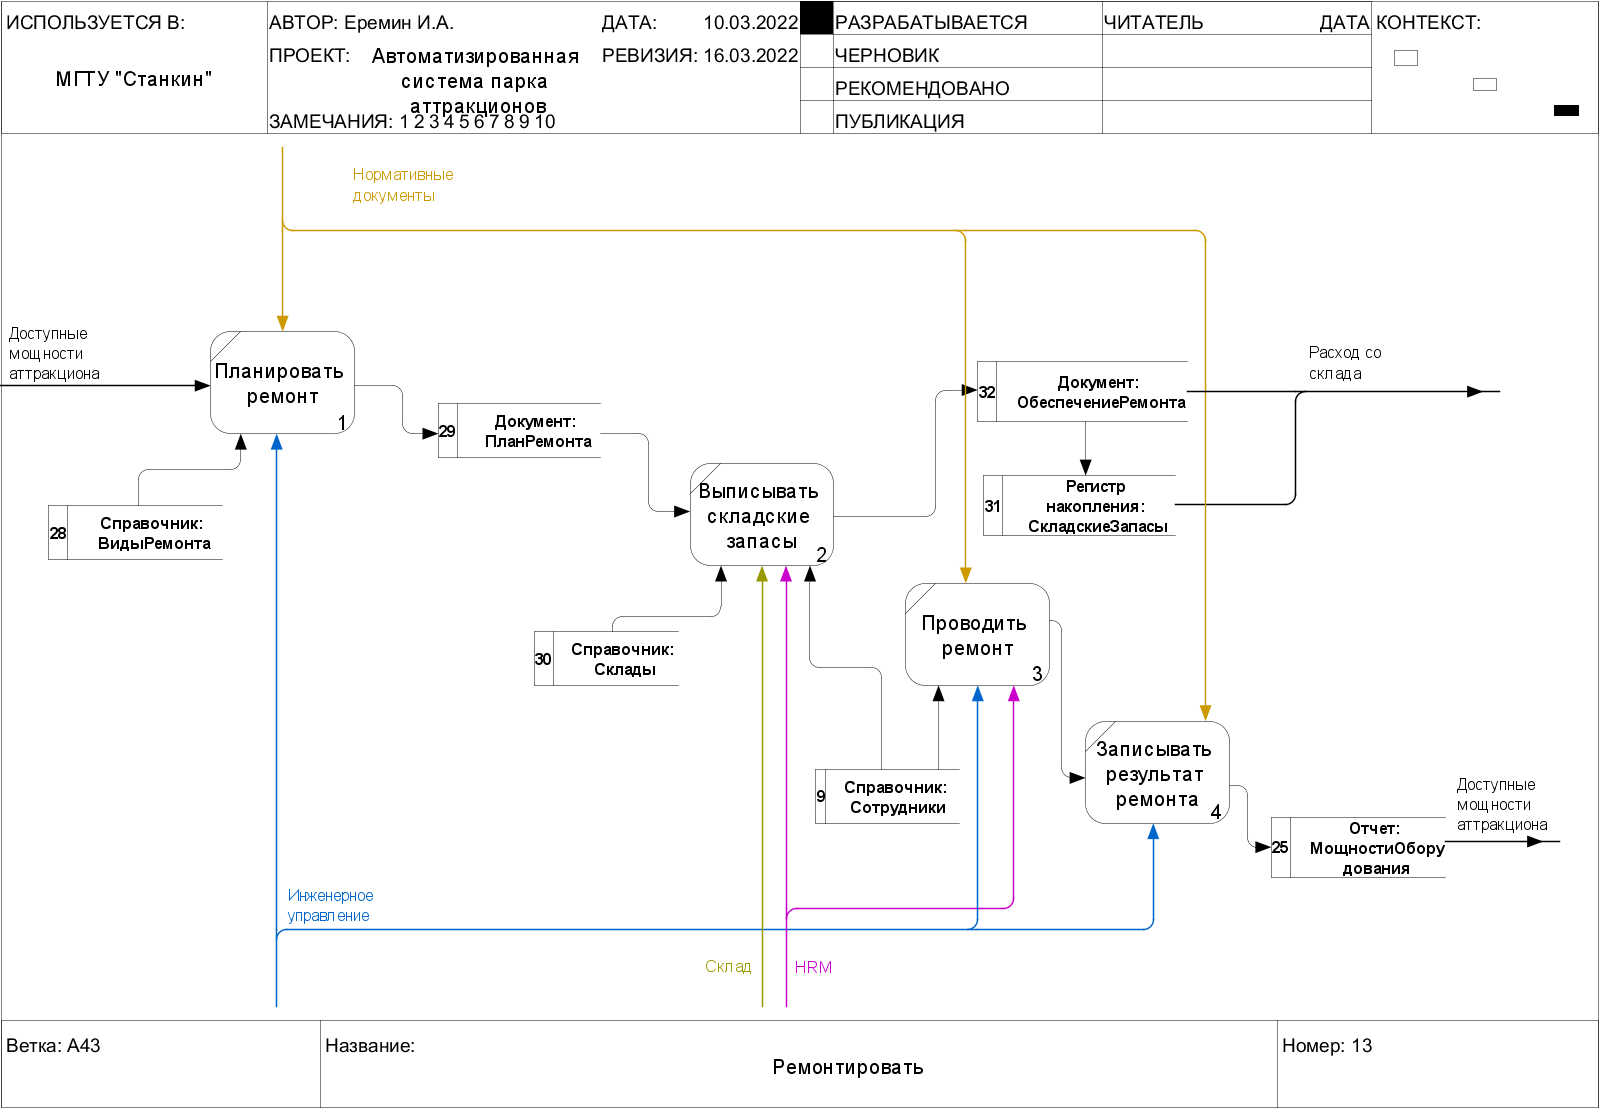 ИСПОЛЬЗУЕТСЯ В:
МГТУ "Станкин"
АВТОР: Еремин И.А.
ДАТА: 10.03.2022
ПРОЕКТ: Автоматизированная
система парка
аттракционов
РЕВИЗИЯ: 16.03.2022
ЗАМЕЧАНИЯ: 1 2 3 4 5 6 7 8 9 10
РАЗРАБАТЫВАЕТСЯ
ЧЕРНОВИК
РЕКОМЕНДОВАНО
ПУБЛИКАЦИЯ
ЧИТАТЕЛЬ
ДАТА
КОНТЕКСТ:
Нормативные
документы
Доступные
мощности
аттракциона
Планировать
ремонт
1
29
Документ:
ПланРемонта
28
Справочник:
ВидыРемонта
Выписывать
складские
запасы
2
30
Справочник:
Склады
32
Документ:
ОбеспечениеРемонта
31
Регистр
накопления:
СкладскиеЗапасы
Расход со
склада
Проводить
ремонт
3
9
Справочник:
Сотрудники
Записывать
результат
ремонта
4
25
Отчет:
МощностиОбору
дования
Доступные
мощности
аттракциона
Инженерное
управление
Склад
HRM
Ветка: A43
Название:
Ремонтировать
Номер: 13